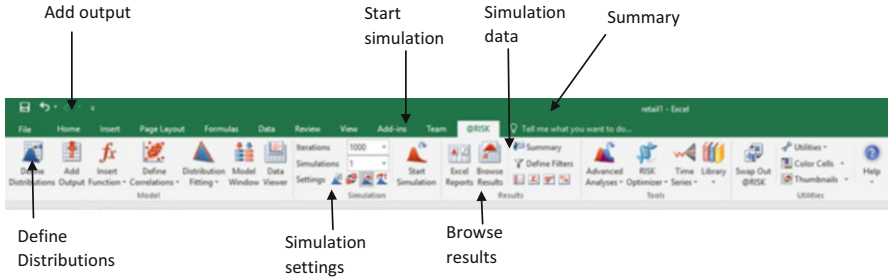 Add output
Start simulation
Simulation data
Summary
retail1 - Excel
File Home Insert Page Layout Formulas Data Review View Add-ins Team @RISK Tell me what you want to do...
Define Distributions
Add Output
Insert Function
Define Correlations
Distribution Fitting
Model Window
Data Viewer
Model
Iterations 1000
Simulations 1
Settings
Start Simulation
Simulation
Excel Reports
Browse Results
Summary
Define Filters
Results
Advanced Analyses
RISK Optimizer
Time Series
Library
Tools
Swap Out @RISK
Utilities
Color Cells
Thumbnails
Utilities
Help
Define Distributions
Simulation settings
Browse results